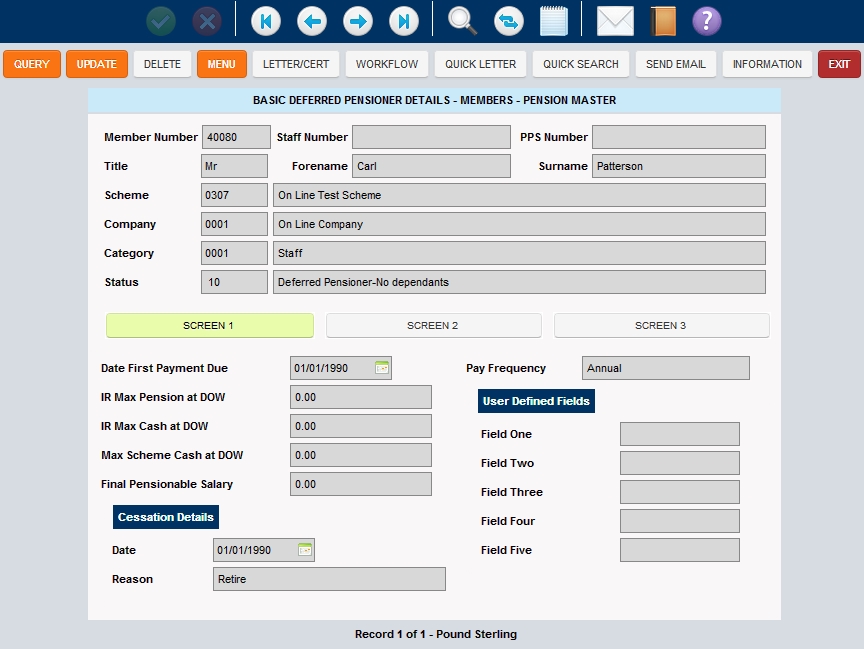 ?
QUERY UPDATE DELETE MENU LETTER/CERT WORKFLOW QUICK LETTER QUICK SEARCH SEND EMAIL INFORMATION EXIT
BASIC DEFERRED PENSIONER DETAILS - MEMBERS - PENSION MASTER
Member Number 40080 Staff Number PPS Number
Title Mr Forename Carl Surname Patterson
Scheme 0307 On Line Test Scheme
Company 0001 On Line Company
Category 0001 Staff
Status 10 Deferred Pensioner-No dependants
SCREEN 1 SCREEN 2 SCREEN 3
Date First Payment Due 01/01/1990 Pay Frequency Annual
IR Max Pension at DOW 0.00 User Defined Fields
IR Max Cash at DOW 0.00 Field One
Max Scheme Cash at DOW 0.00 Field Two
Final Pensionable Salary 0.00 Field Three
Cessation Details Field Four
Date 01/01/1990 Field Five
Reason Retire
Record 1 of 1 - Pound Sterling